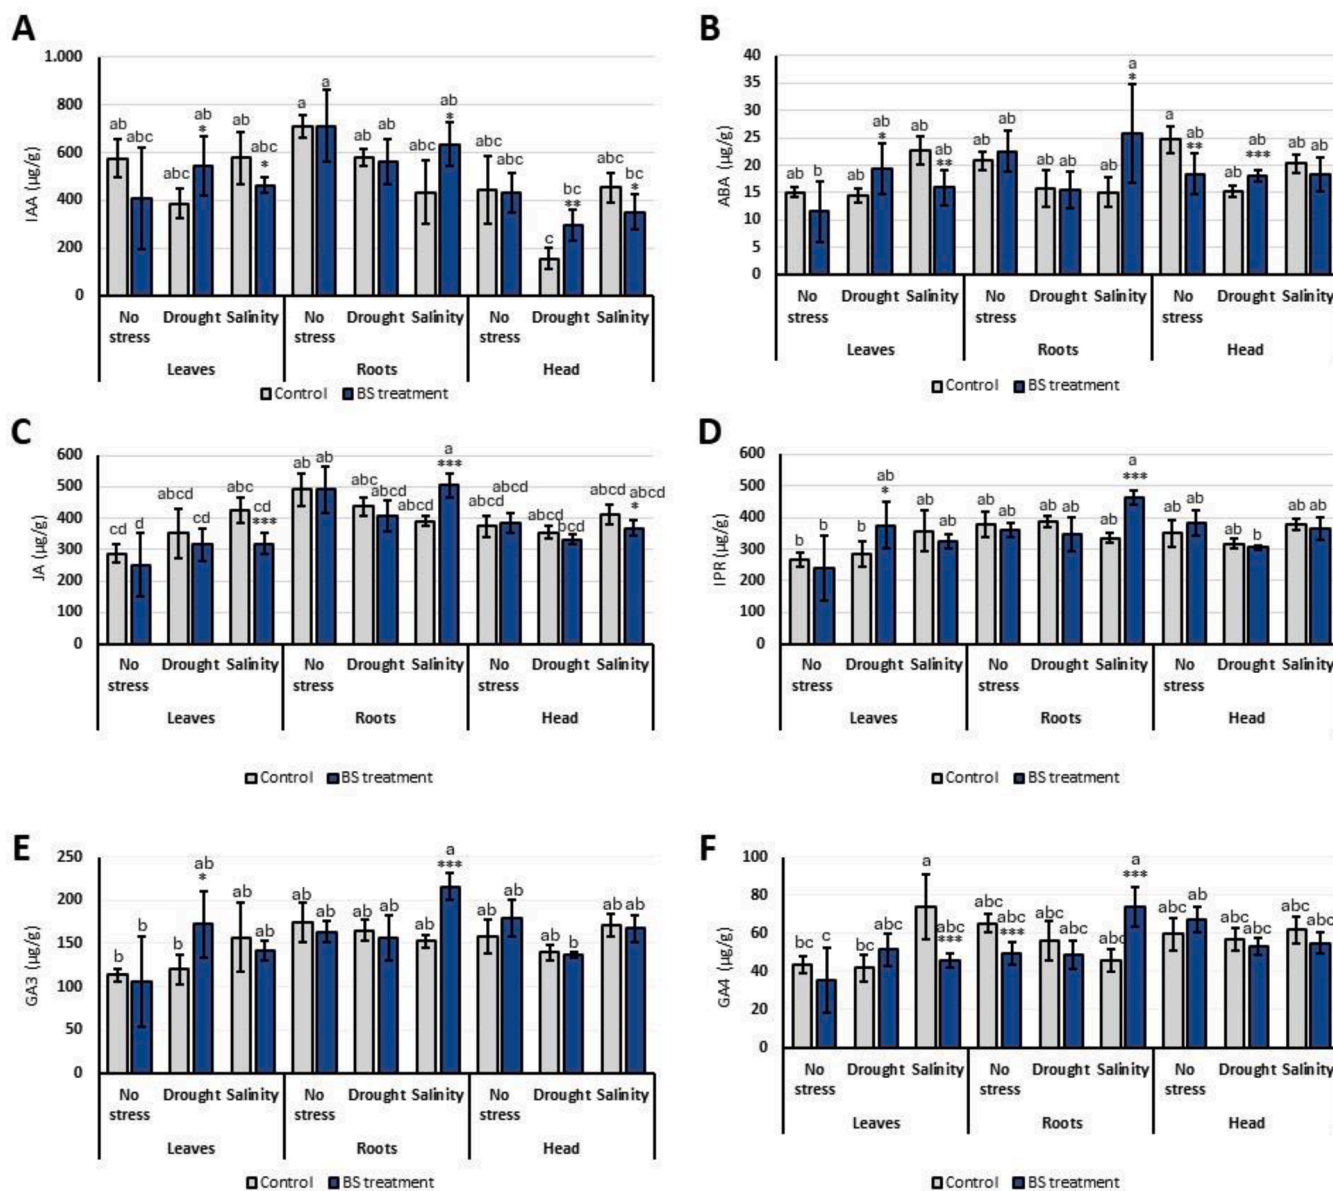 A
IAA (µg/g)
1.000
800
600
400
200
0
ab abc abc ab * ab abc * a a ab ab abc ab * abc abc c bc ** abc bc *
No stress Drought Salinity No stress Drought Salinity No stress Drought Salinity
Leaves Roots Head
Control BS treatment
B
ABA (µg/g)
40
35
30
25
20
15
10
5
0
ab b ab ab * ab ab ** ab ab ab ab ab a * a ab ** ab ab *** ab ab
No stress Drought Salinity No stress Drought Salinity No stress Drought Salinity
Leaves Roots Head
Control BS treatment
C
JA (µg/g)
600
500
400
300
200
100
0
cd d abcd cd abc cd *** ab ab abc abcd abcd a *** abcd abcd abcd bcd abcd abcd *
No stress Drought Salinity No stress Drought Salinity No stress Drought Salinity
Leaves Roots Head
Control BS treatment
D
IPR (µg/g)
600
500
400
300
200
100
0
b b b ab * ab ab ab ab ab ab ab a *** ab ab ab b ab ab
No stress Drought Salinity No stress Drought Salinity No stress Drought Salinity
Leaves Roots Head
Control BS treatment
E
GA3 (µg/g)
250
200
150
100
50
0
b b b ab * ab ab ab ab ab ab ab a *** ab ab ab b ab ab
No stress Drought Salinity No stress Drought Salinity No stress Drought Salinity
Leaves Roots Head
Control BS treatment
F
GA4 (µg/g)
100
80
60
40
20
0
bc c bc abc a abc *** ab abc *** abc abc abc a *** abc ab abc abc abc abc
No stress Drought Salinity No stress Drought Salinity No stress Drought Salinity
Leaves Roots Head
Control BS treatment